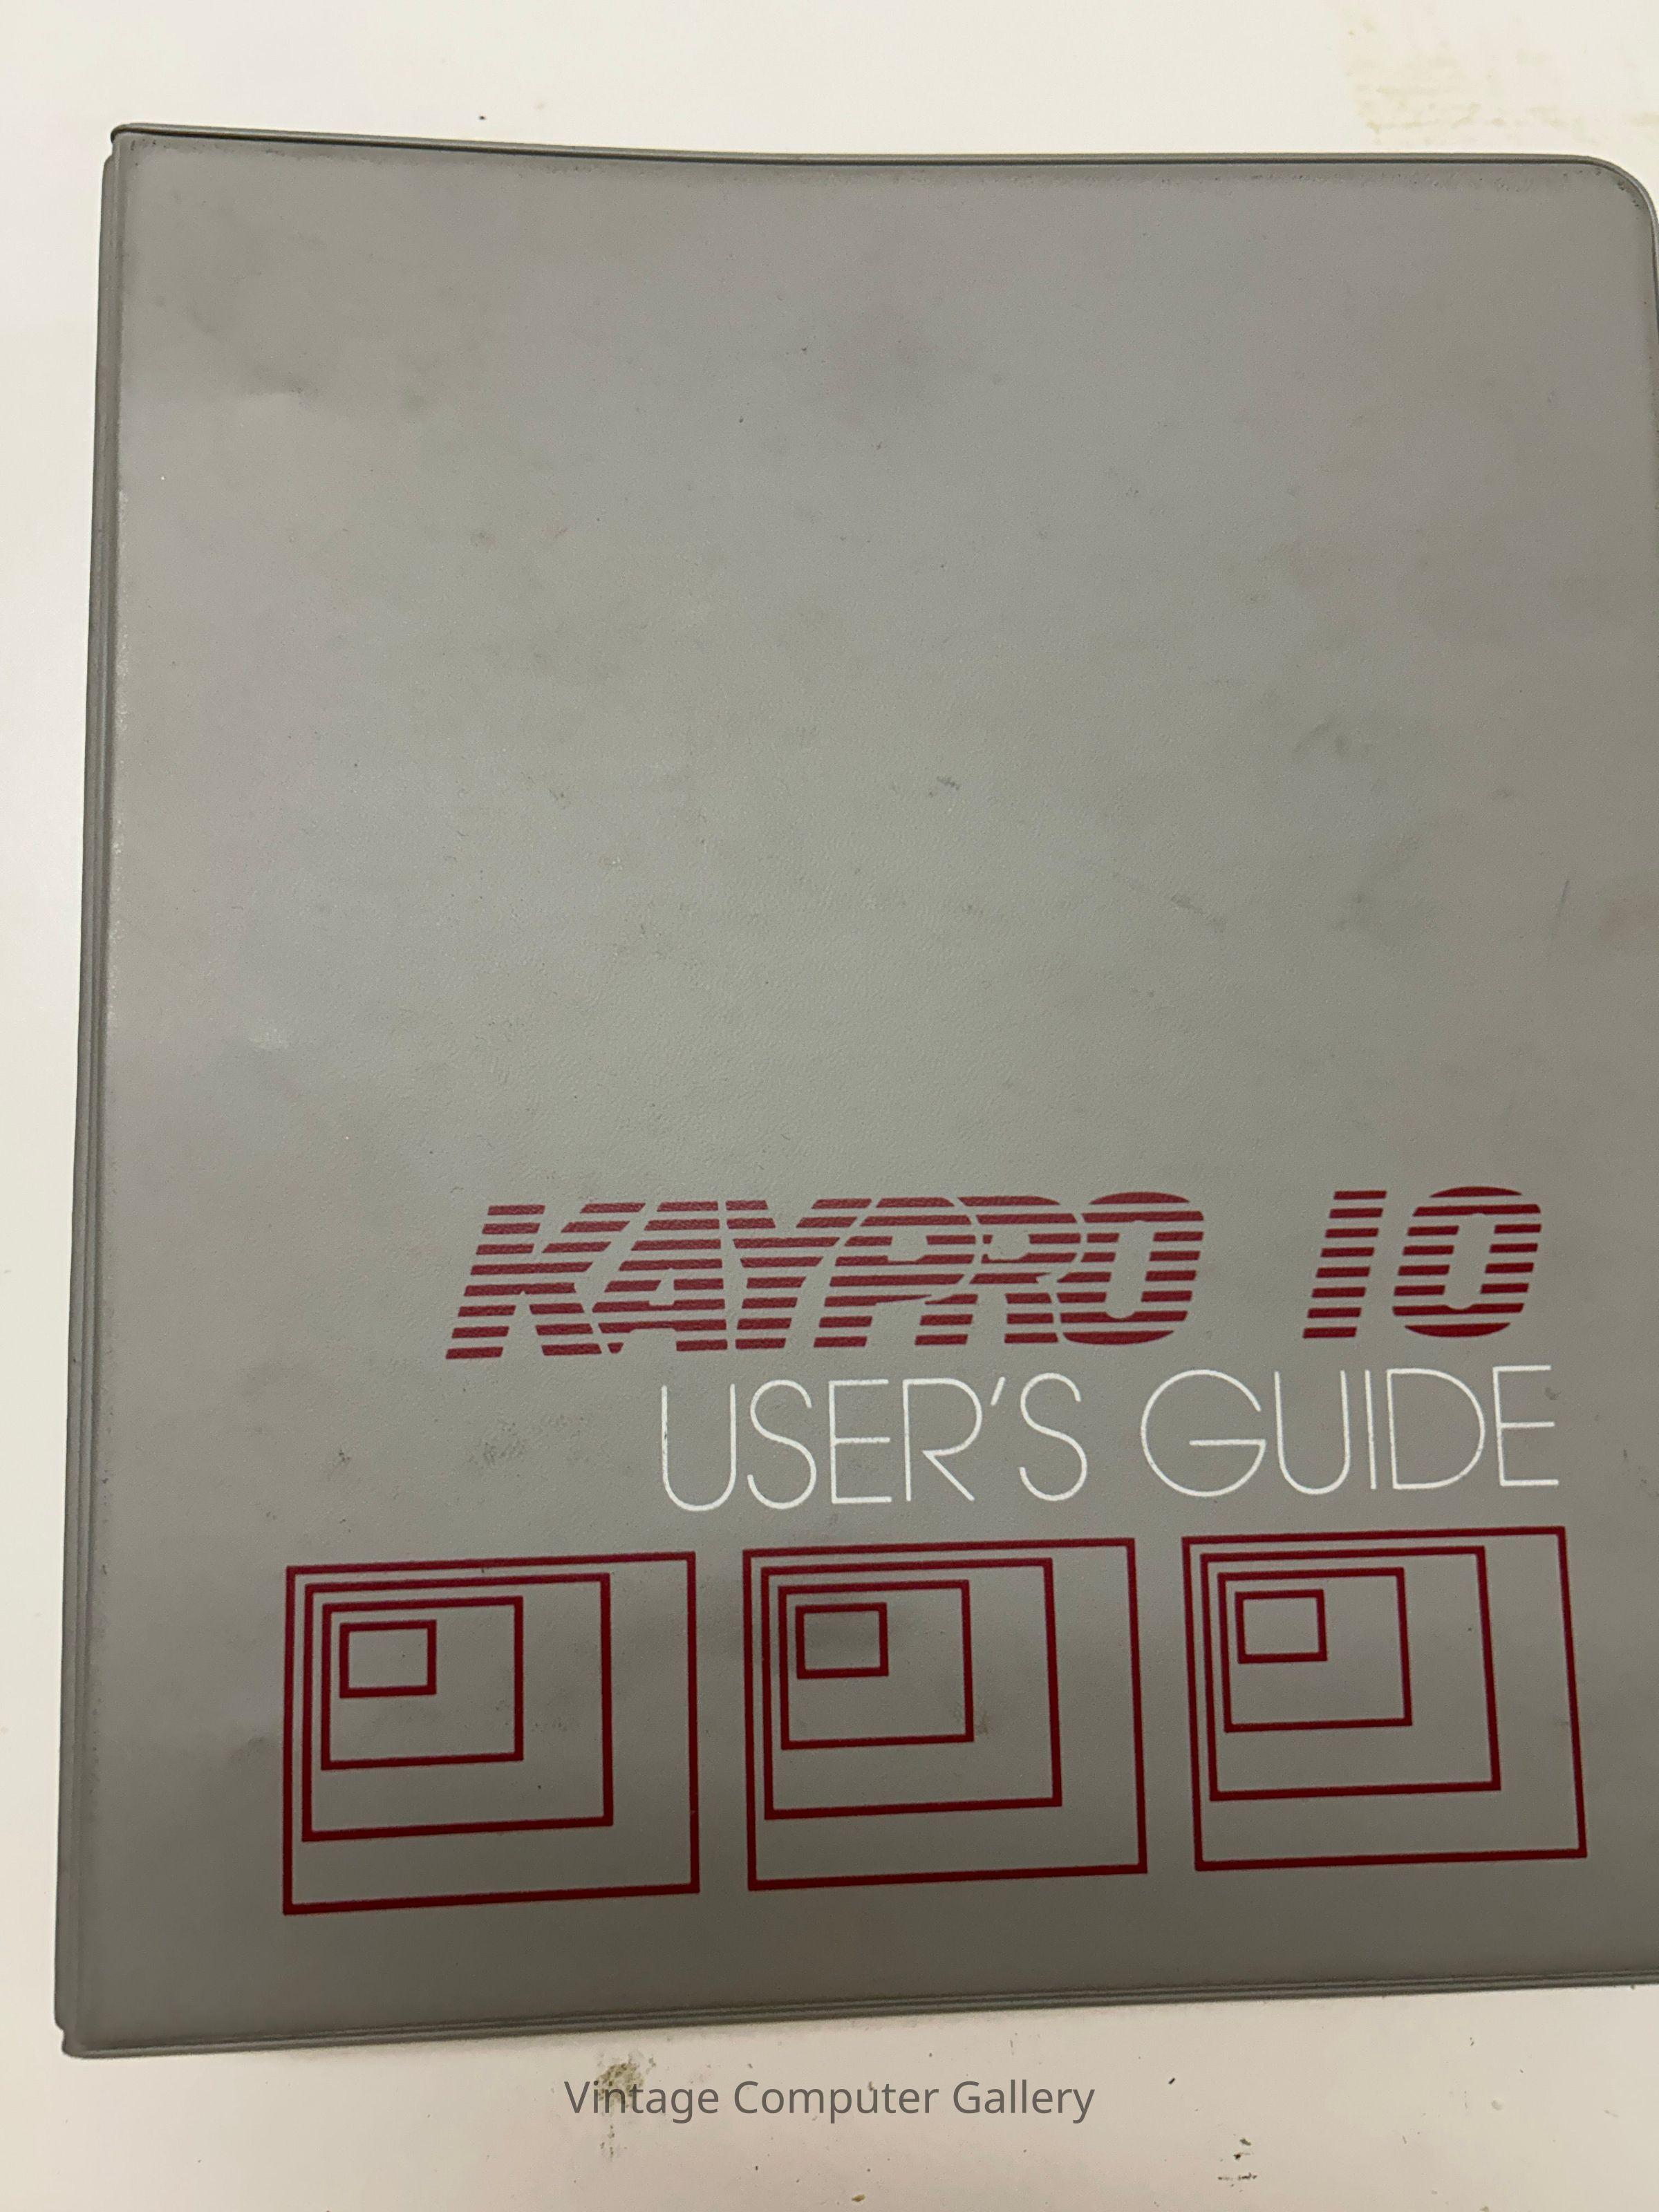 KAYPRO 10
USER'S GUIDE
Vintage Computer Gallery